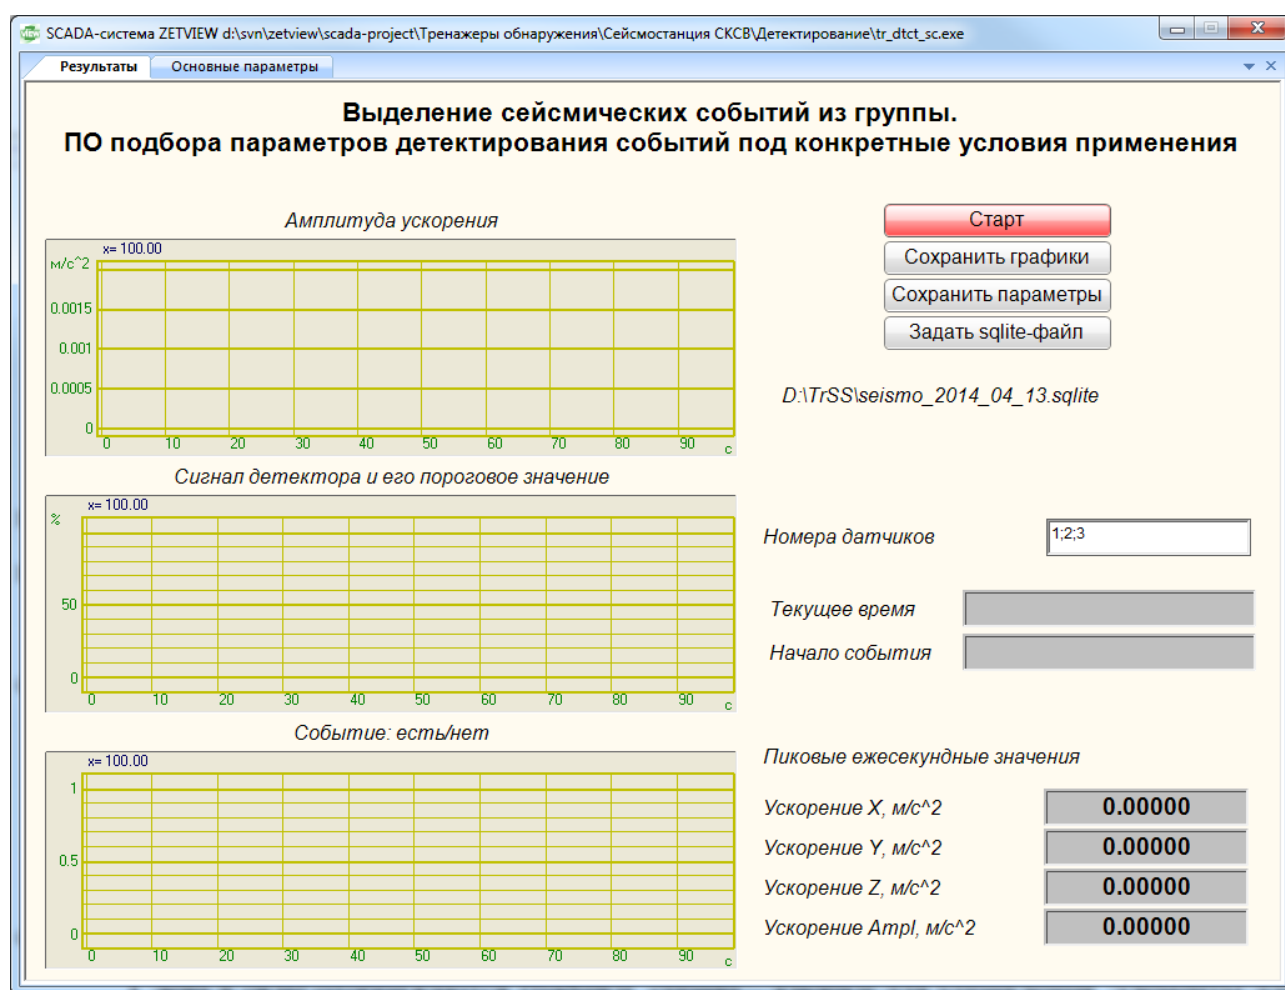 SCADA-система ZETVIEW d:\svn\zetview\scada-project\Тренажеры обнаружения\Сейсмостанция СКСВ\Детектирование\tr_dtct_sc.exe
Результаты
Основные параметры
Выделение сейсмических событий из группы.
ПО подбора параметров детектирования событий под конкретные условия применения
Амплитуда ускорения
x= 100.00
м/с^2
0.0015
0.001
0.0005
0
0 10 20 30 40 50 60 70 80 90 с
Сигнал детектора и его пороговое значение
x= 100.00
%
50
0
0 10 20 30 40 50 60 70 80 90 с
Событие: есть/нет
x= 100.00
1
0.5
0
0 10 20 30 40 50 60 70 80 90 с
Старт
Сохранить графики
Сохранить параметры
Задать sqlite-файл
D:\TrSS\seismo_2014_04_13.sqlite
Номера датчиков 1;2;3
Текущее время
Начало события
Пиковые ежесекундные значения
Ускорение X, м/с^2 0.00000
Ускорение Y, м/с^2 0.00000
Ускорение Z, м/с^2 0.00000
Ускорение Ampl, м/с^2 0.00000